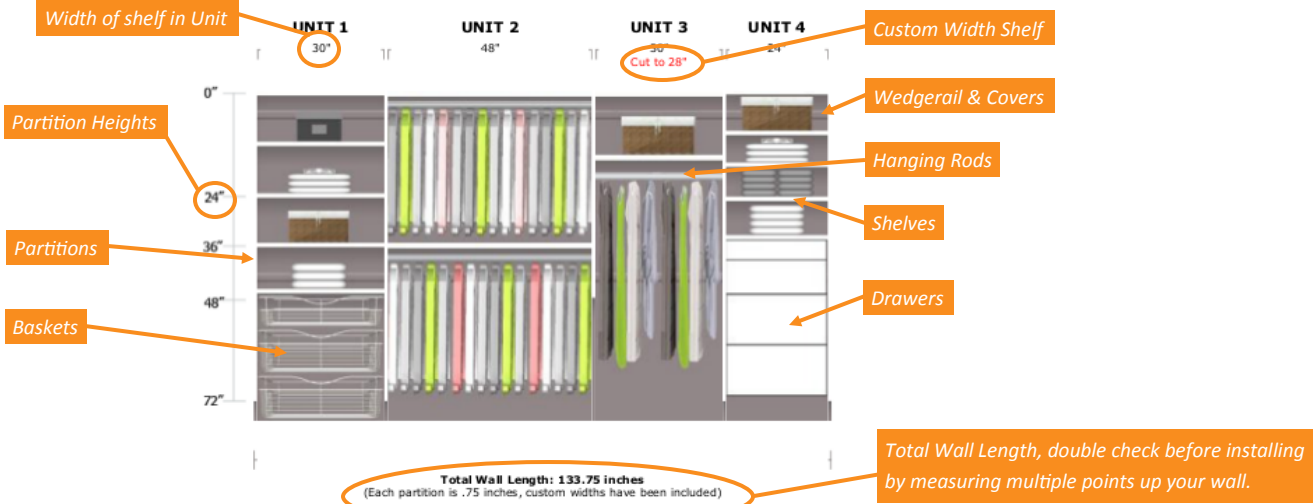 Width of shelf in Unit
UNIT 1
30"
UNIT 2
48"
UNIT 3
30"
Cut to 28"
UNIT 4
24"
Custom Width Shelf
0"
Wedgerail & Covers
Partition Heights
Hanging Rods
24"
Shelves
Partitions
36"
Drawers
48"
Baskets
72"
Total Wall Length: 133.75 inches
(Each partition is .75 inches, custom widths have been included)
Total Wall Length, double check before installing
by measuring multiple points up your wall.